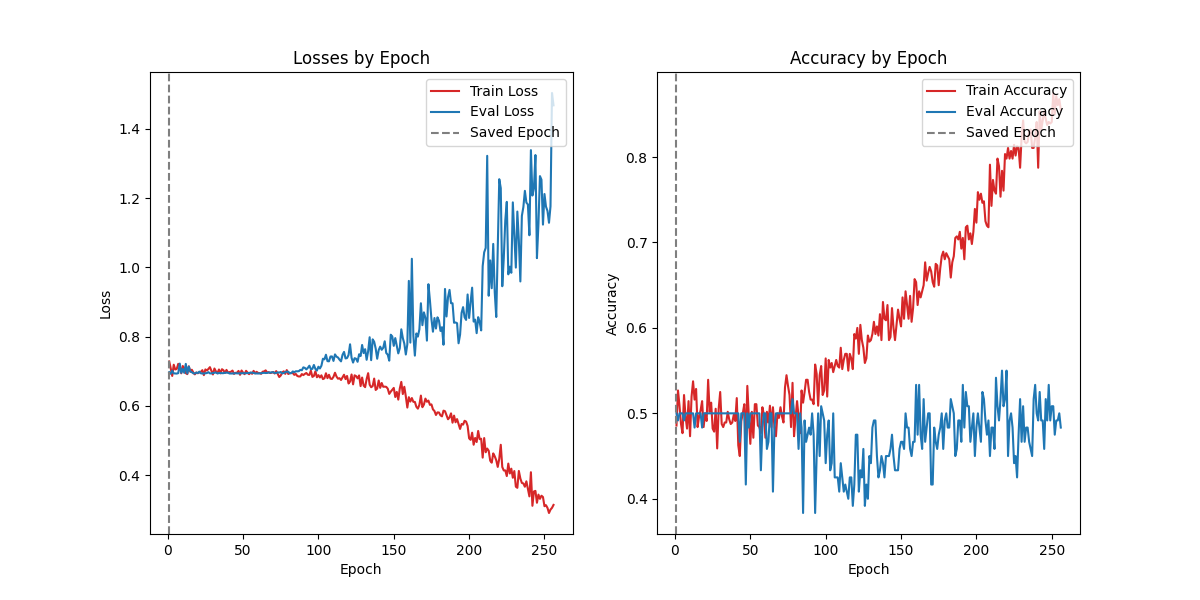 Losses by Epoch
Train Loss
Eval Loss
Saved Epoch
1.4
1.2
1.0
0.8
0.6
0.4
Loss
0
50
100
150
200
250
Epoch
Accuracy by Epoch
Train Accuracy
Eval Accuracy
Saved Epoch
0.8
0.7
0.6
0.5
0.4
Accuracy
0
50
100
150
200
250
Epoch